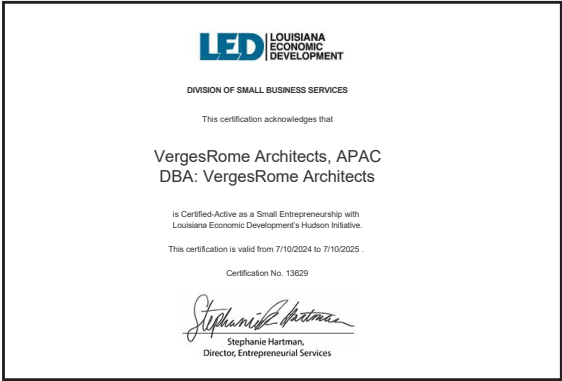 LED LOUISIANA
ECONOMIC
DEVELOPMENT
DIVISION OF SMALL BUSINESS SERVICES
This certification acknowledges that
VergesRome Architects, APAC
DBA: VergesRome Architects
is Certified-Active as a Small Entrepreneurship with
Louisiana Economic Development's Hudson Initiative.
This certification is valid from 7/10/2024 to 7/10/2025 .
Certification No. 13629
Stephanie Hartman
Stephanie Hartman,
Director, Entrepreneurial Services